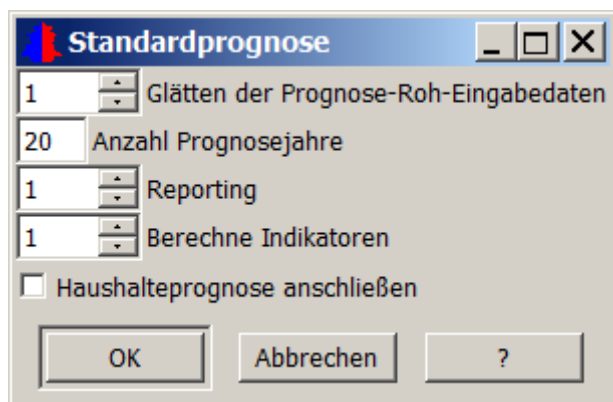 Standardprognose
1 Glätten der Prognose-Roh-Eingabedaten
20 Anzahl Prognosejahre
1 Reporting
1 Berechne Indikatoren
Haushalteprognose anschließen
OK Abbrechen ?